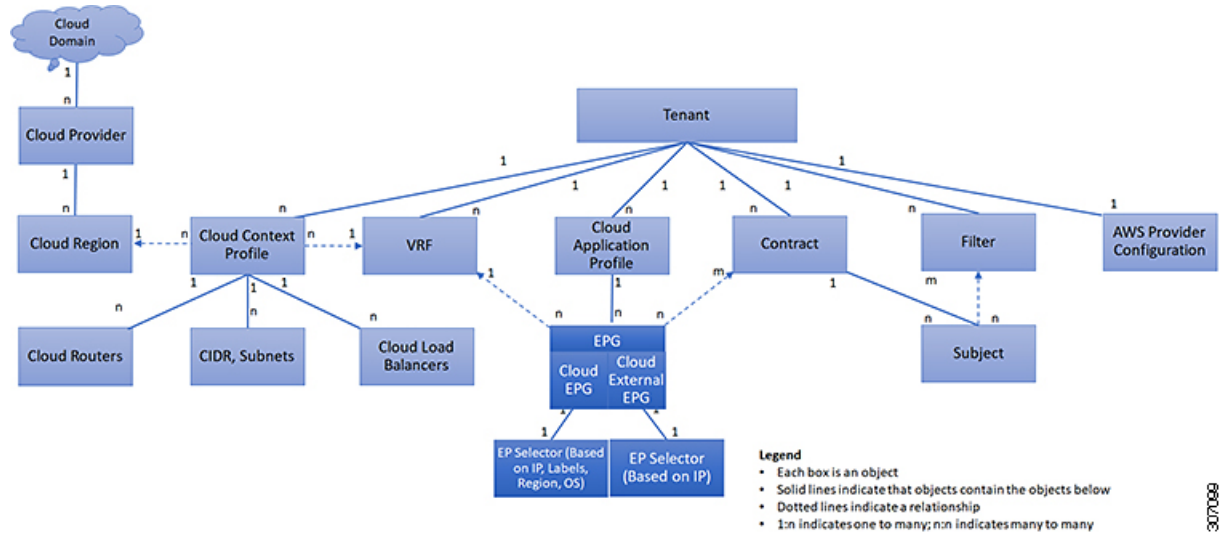 Cloud
Domain
1
n
Cloud Provider
1
n
Cloud Region
Tenant
1
1
1
1
1
1
n
n
n
n
n
1
Cloud Context
Profile
VRF
Cloud
Application
Profile
Contract
Filter
AWS Provider
Configuration
1
n
n
1
1
m
m
1
1
1
1
1
n
n
n
n
n
n
n
n
Cloud Routers
CIDR, Subnets
Cloud Load
Balancers
EPG
Cloud
EPG
Cloud
External
EPG
Subject
1
1
1
1
EP Selector (Based
on IP, Labels,
Region, OS)
EP Selector
(Based on IP)
Legend
• Each box is an object
• Solid lines indicate that objects contain the objects below
• Dotted lines indicate a relationship
• 1:n indicates one to many; n:n indicates many to many
307099